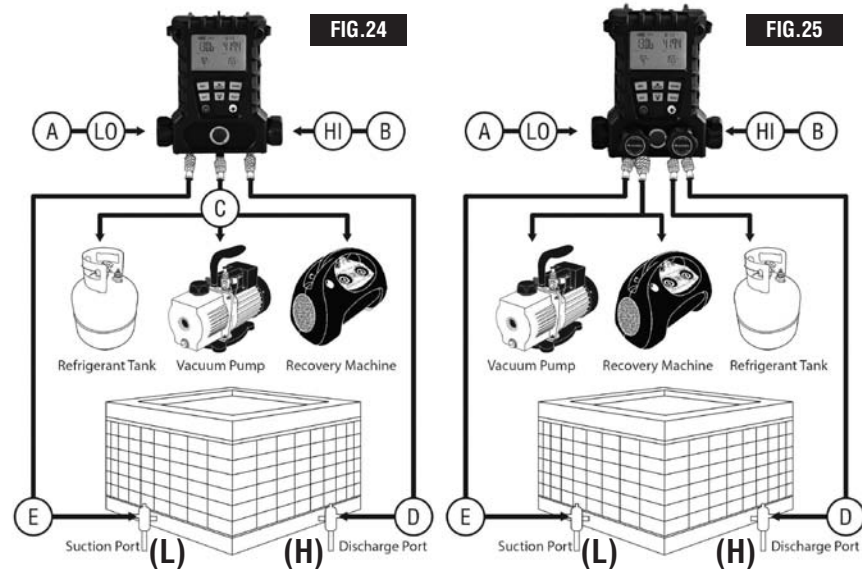 FIG.24
A
LO
HI
B
C
Refrigerant Tank
Vacuum Pump
Recovery Machine
E
D
Suction Port
(L)
(H)
Discharge Port
FIG.25
A
LO
HI
B
Vacuum Pump
Recovery Machine
Refrigerant Tank
E
D
Suction Port
(L)
(H)
Discharge Port